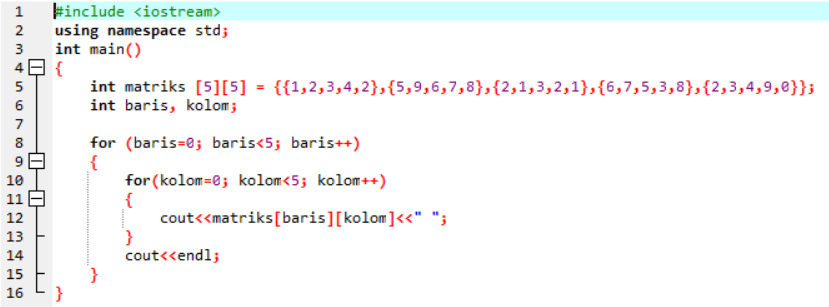 1 #include <iostream>
2 using namespace std;
3 int main()
4 {
5 int matriks [5][5] = {{1,2,3,4,2},{5,9,6,7,8},{2,1,3,2,1},{6,7,5,3,8},{2,3,4,9,0}};
6 int baris, kolom;
7
8 for (baris=0; baris<5; baris++)
9 {
10 for(kolom=0; kolom<5; kolom++)
11 {
12 cout<<matriks[baris][kolom]<<" ";
13 }
14 cout<<endl;
15 }
16 }